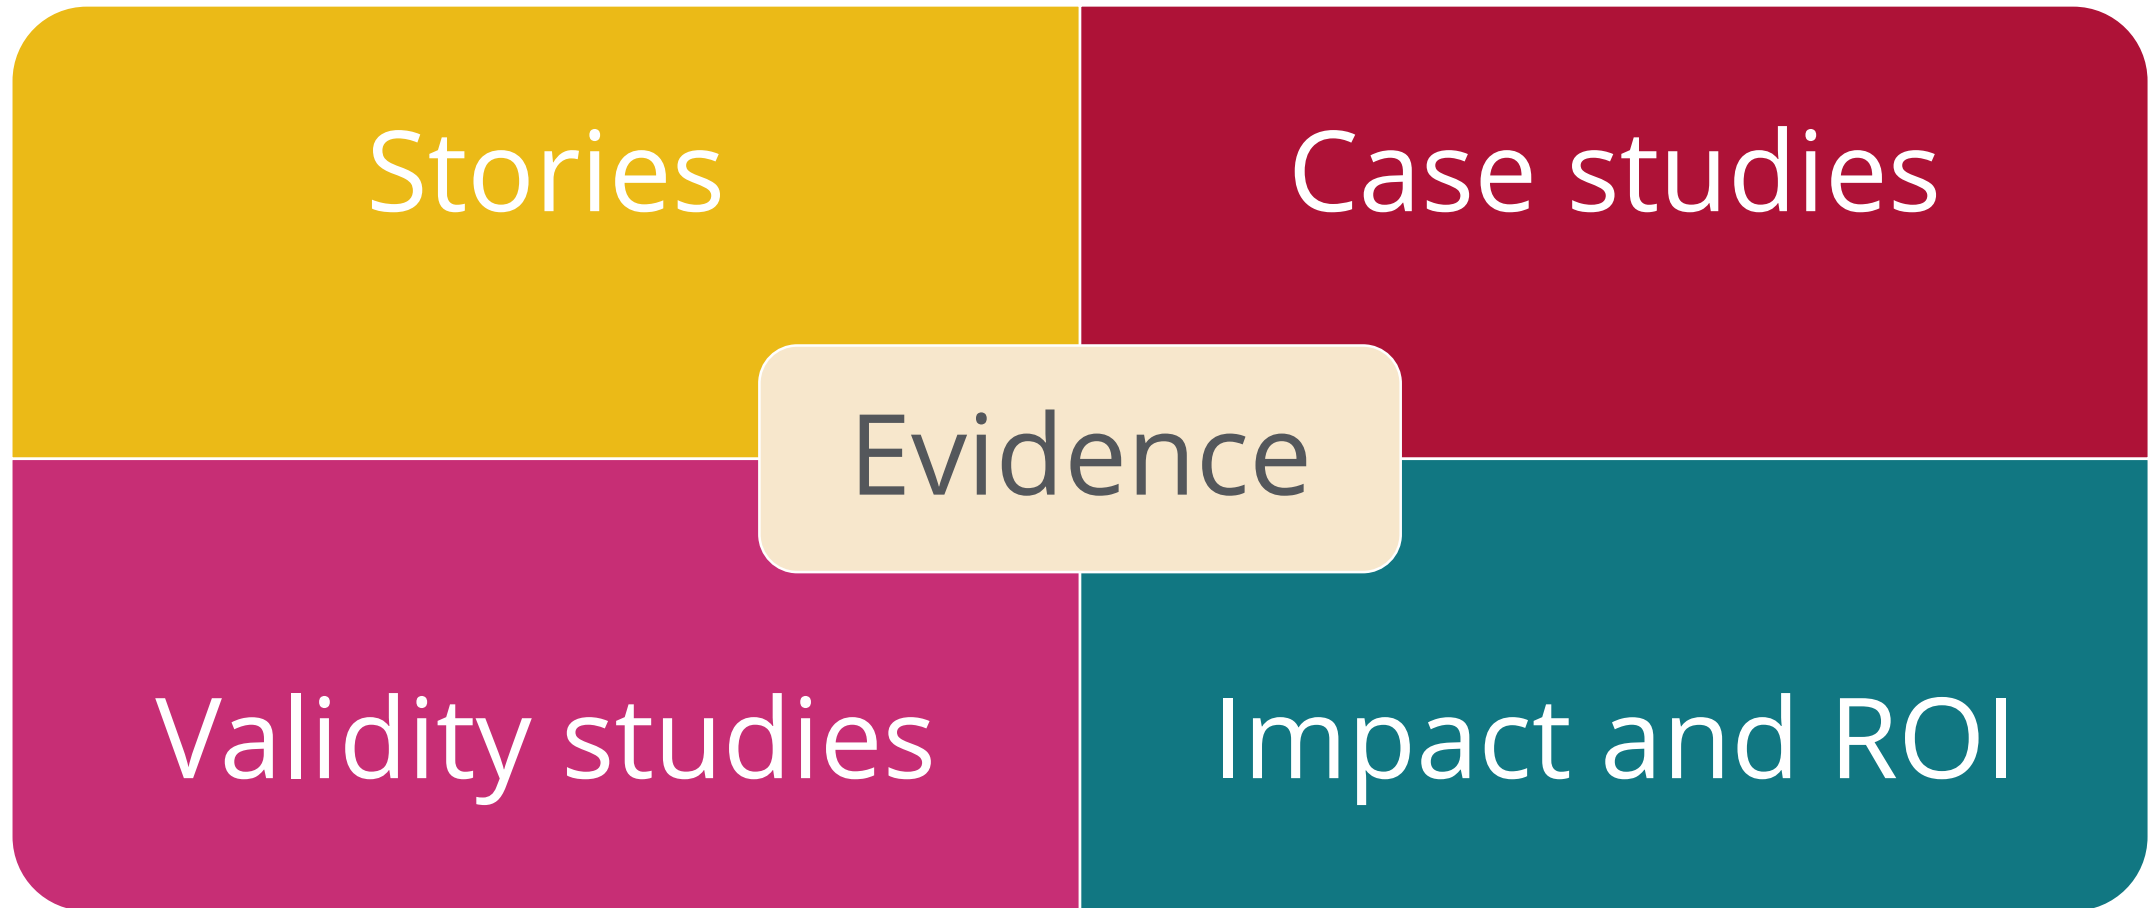 Stories
Case studies
Evidence
Validity studies
Impact and ROI